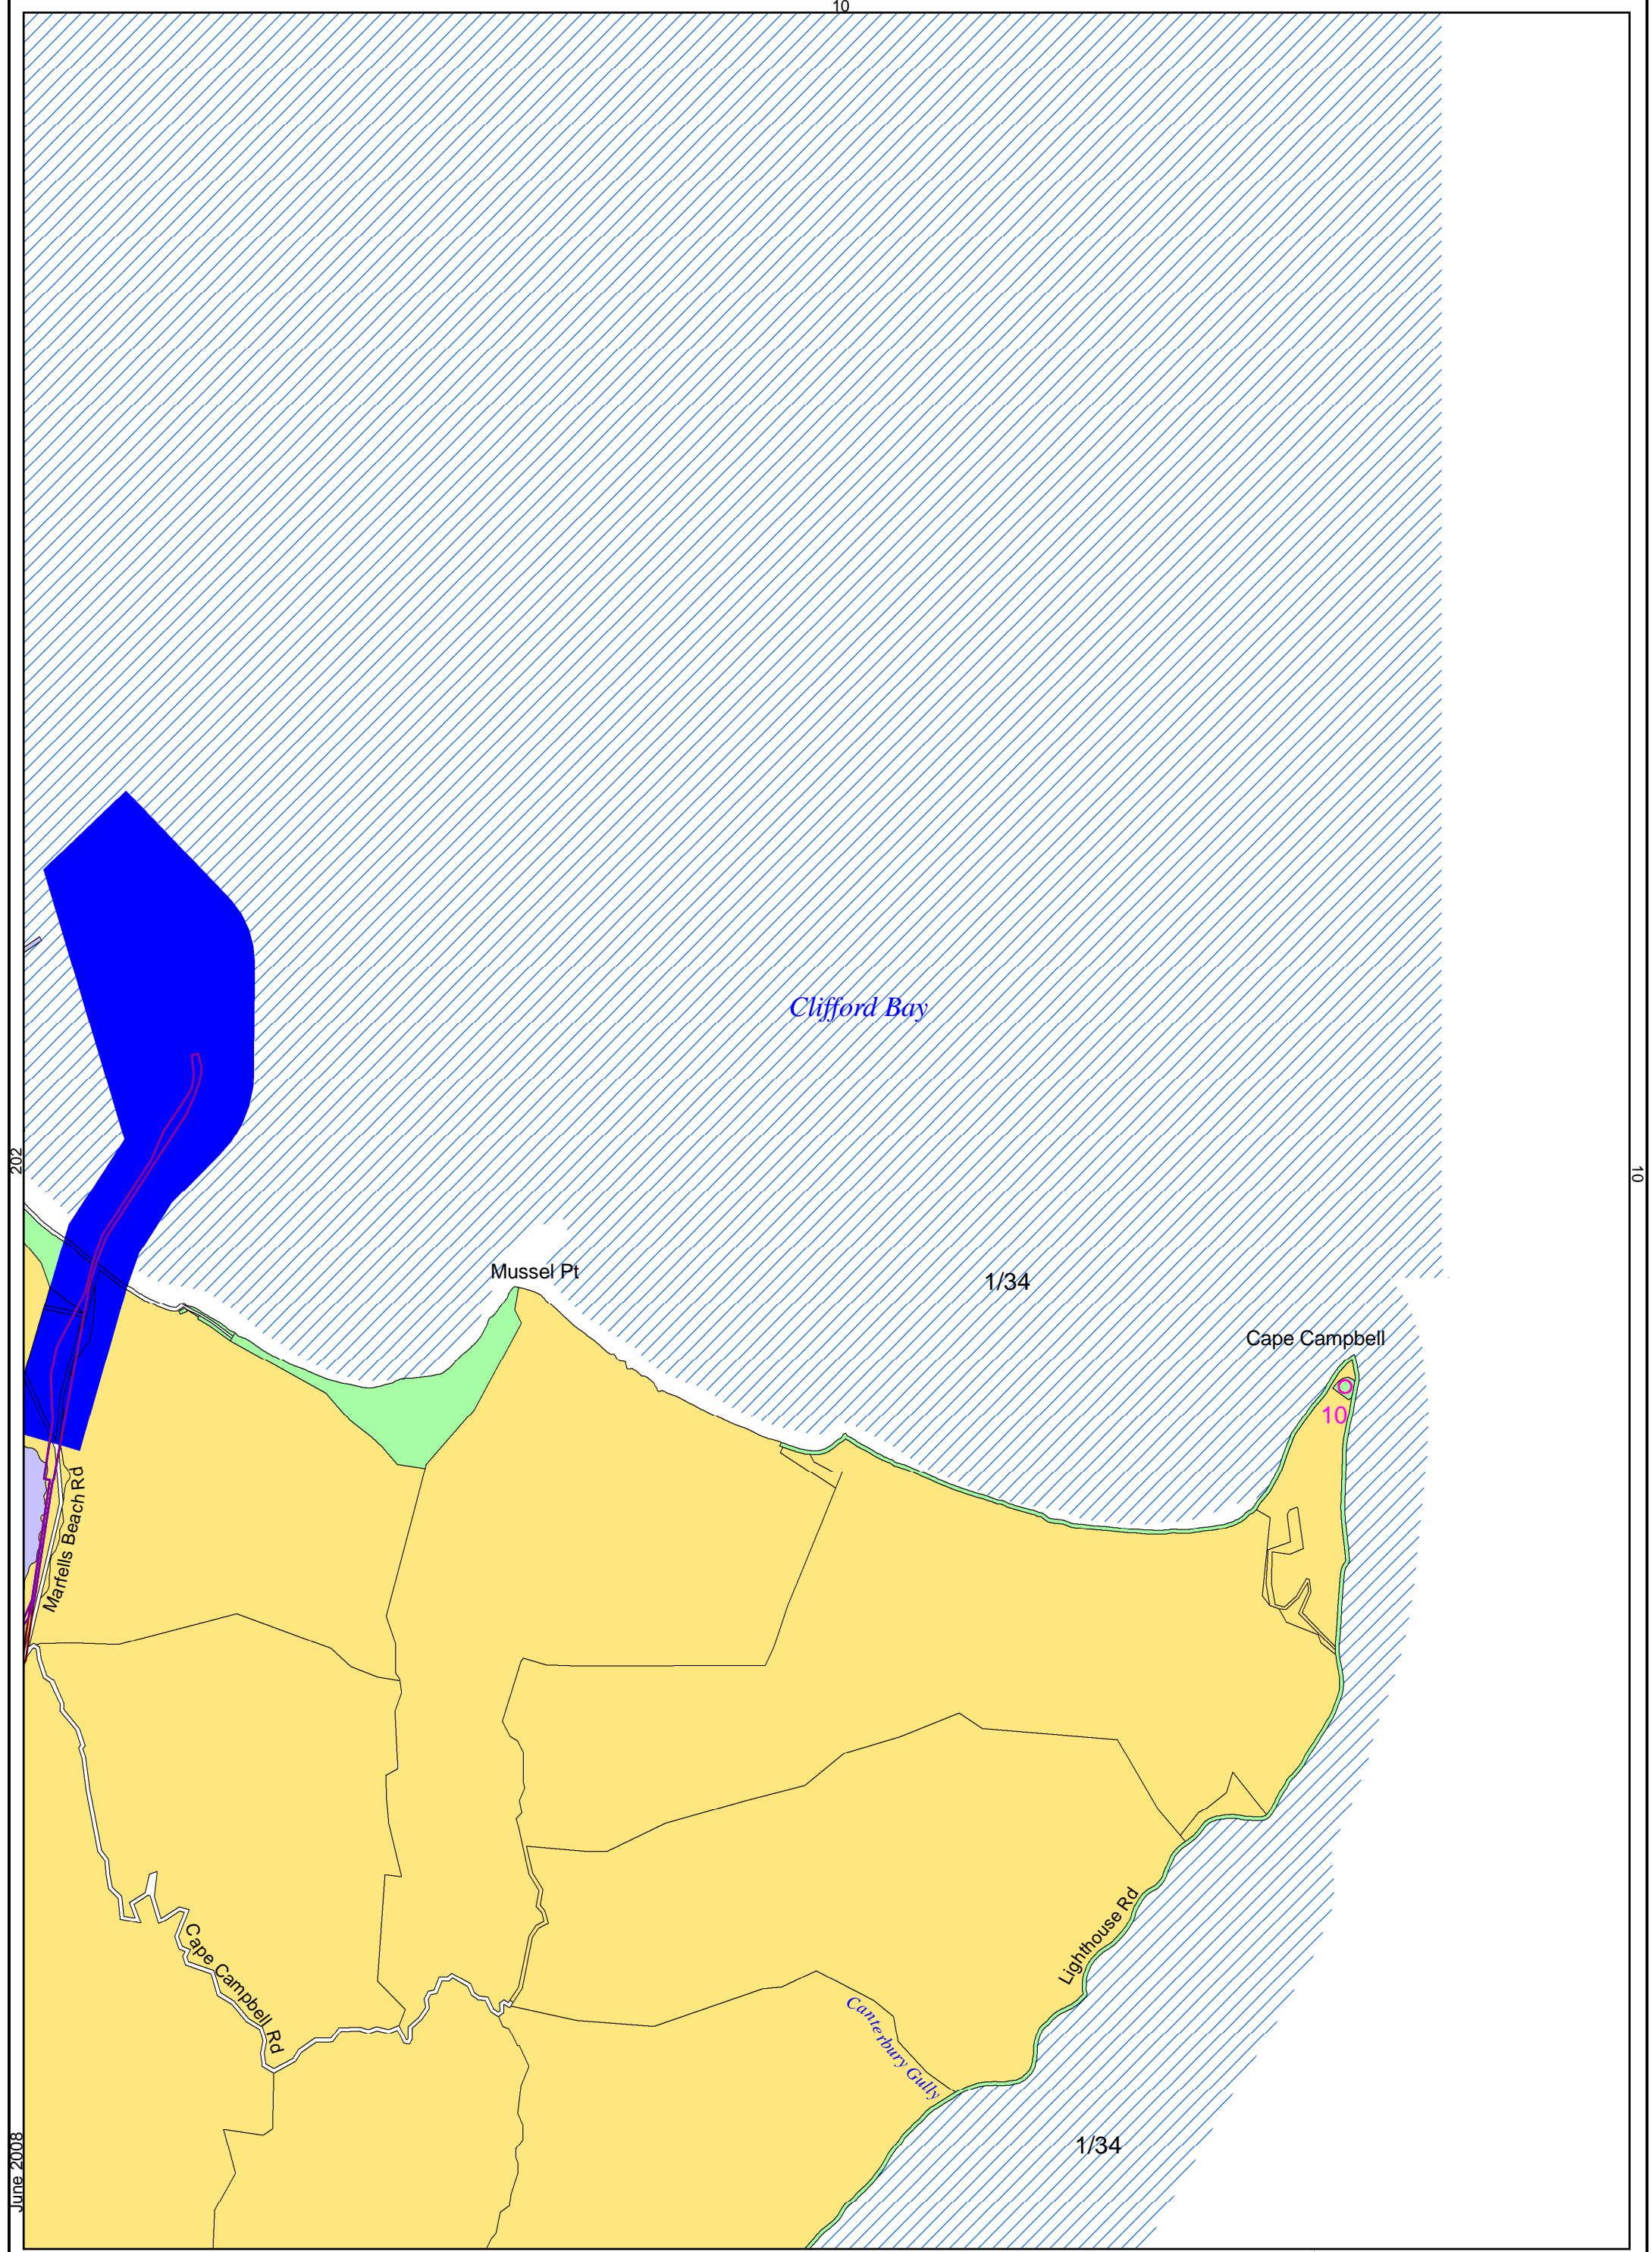 10
Clifford Bay
202
10
Mussel Pt
1/34
Cape Campbell
10
Marfells Beach Rd
Lighthouse Rd
Cape Campbell Rd
Canterbury Gully
1/34
June 2008